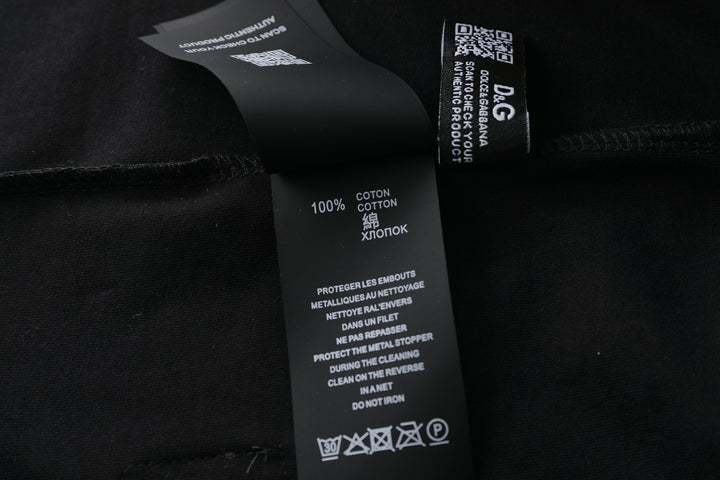 SCAN TO CHECK YOUR
AUTHENTIC PRODUCT
D&G
DOLCE&GABBANA
SCAK TO CHECK YOUR
AUTHENTIC PRODUCT
100% COTON
COTTON
綿
ХЛОПОК
PROTEGER LES EMBOUTS
METALLIQUES AU NETTOYAGE
NETTOYE RAL'ENVERS
DANS UN FILET
NE PAS REPASSER
PROTECT THE METAL STOPPER
DURING THE CLEANING
CLEAN ON THE REVERSE
IN A NET
DO NOT IRON
30 P